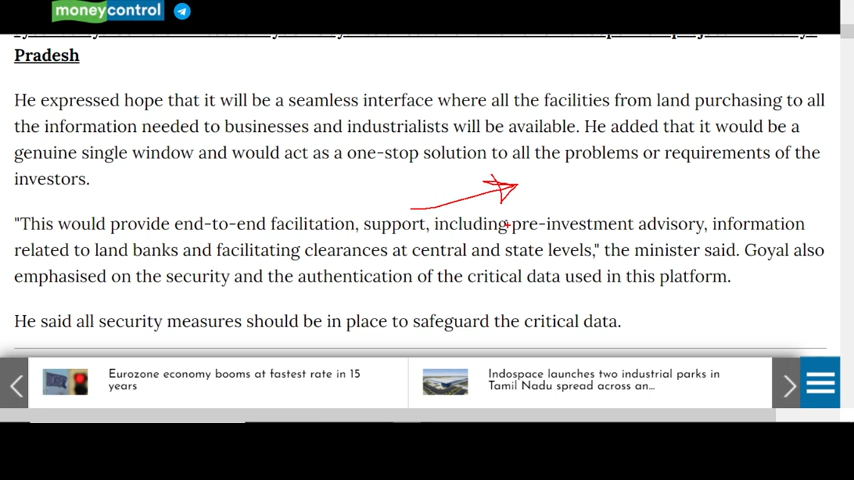 moneycontrol
Pradesh
He expressed hope that it will be a seamless interface where all the facilities from land purchasing to all
the information needed to businesses and industrialists will be available. He added that it would be a
genuine single window and would act as a one-stop solution to all the problems or requirements of the
investors.
"This would provide end-to-end facilitation, support, including pre-investment advisory, information
related to land banks and facilitating clearances at central and state levels," the minister said. Goyal also
emphasised on the security and the authentication of the critical data used in this platform.
He said all security measures should be in place to safeguard the critical data.
Eurozone economy booms at fastest rate in 15
years
Indospace launches two industrial parks in
Tamil Nadu spread across an...